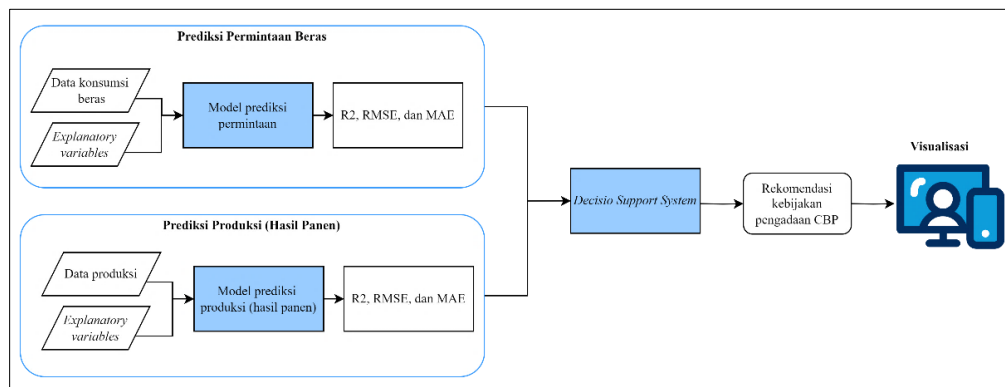 Prediksi Permintaan Beras
Data konsumsi
beras
Explanatory
variables
Model prediksi
permintaan
R2, RMSE, dan MAE
Prediksi Produksi (Hasil Panen)
Data produksi
Explanatory
variables
Model prediksi
produksi (hasil panen)
R2, RMSE, dan MAE
Decisio Support System
Rekomendasi
kebijakan
pengadaan CBP
Visualisasi